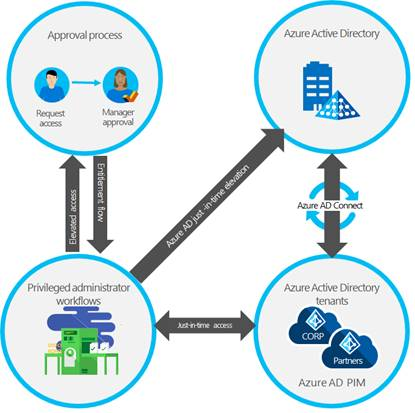 Approval process
Request
access
Manager
approval
Azure Active Directory
Elevated access
Entitlement flow
Azure AD just -in-time elevation
Azure AD Connect
Privileged administrator
workflows
Just-in-time access
Azure Active Directory
tenants
CORP
Partners
Azure AD PIM